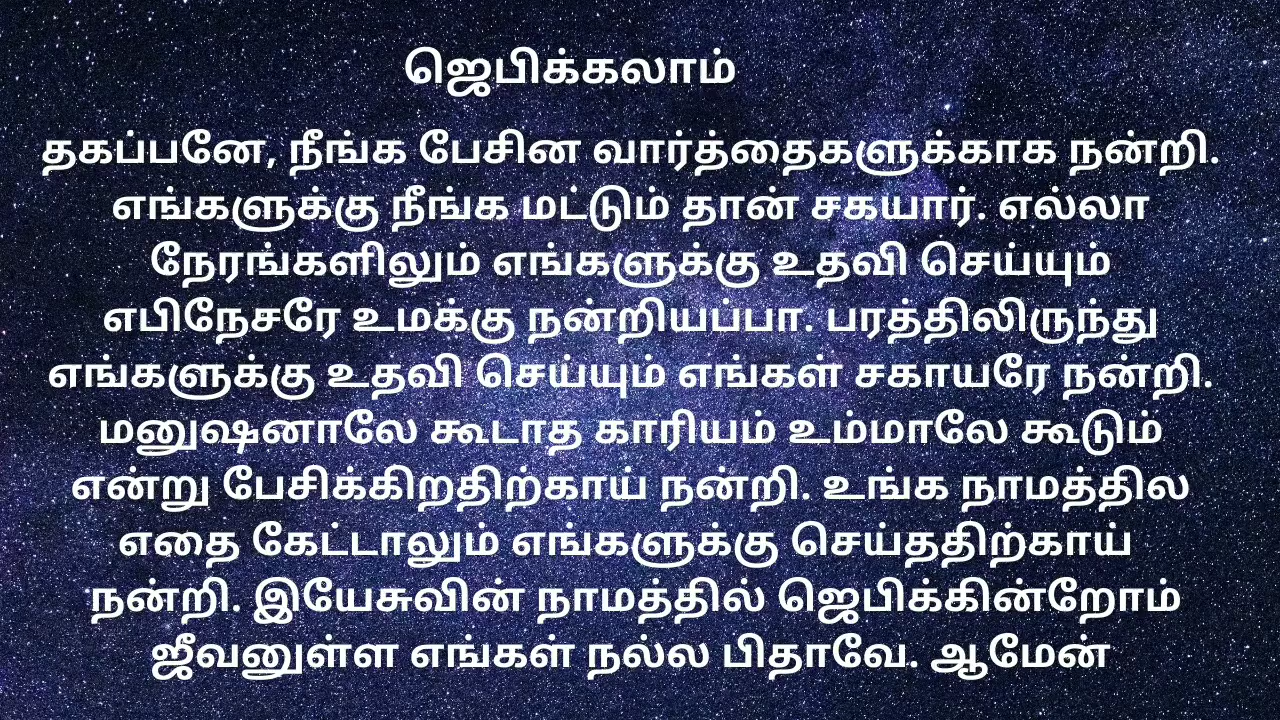 ஜெபிக்கலாம்
தகப்பனே, நீங்க பேசின வார்த்தைகளுக்காக நன்றி.
எங்களுக்கு நீங்க மட்டும் தான் சகயார். எல்லா
நேரங்களிலும் எங்களுக்கு உதவி செய்யும்
எபிநேசரே உமக்கு நன்றியப்பா. பரத்திலிருந்து
எங்களுக்கு உதவி செய்யும் எங்கள் சகாயரே நன்றி.
மனுஷனாலே கூடாத காரியம் உம்மாலே கூடும்
என்று பேசிக்கிறதிற்காய் நன்றி. உங்க நாமத்தில
எதை கேட்டாலும் எங்களுக்கு செய்ததிற்காய்
நன்றி. இயேசுவின் நாமத்தில் ஜெபிக்கின்றோம்
ஜீவனுள்ள எங்கள் நல்ல பிதாவே. ஆமேன்